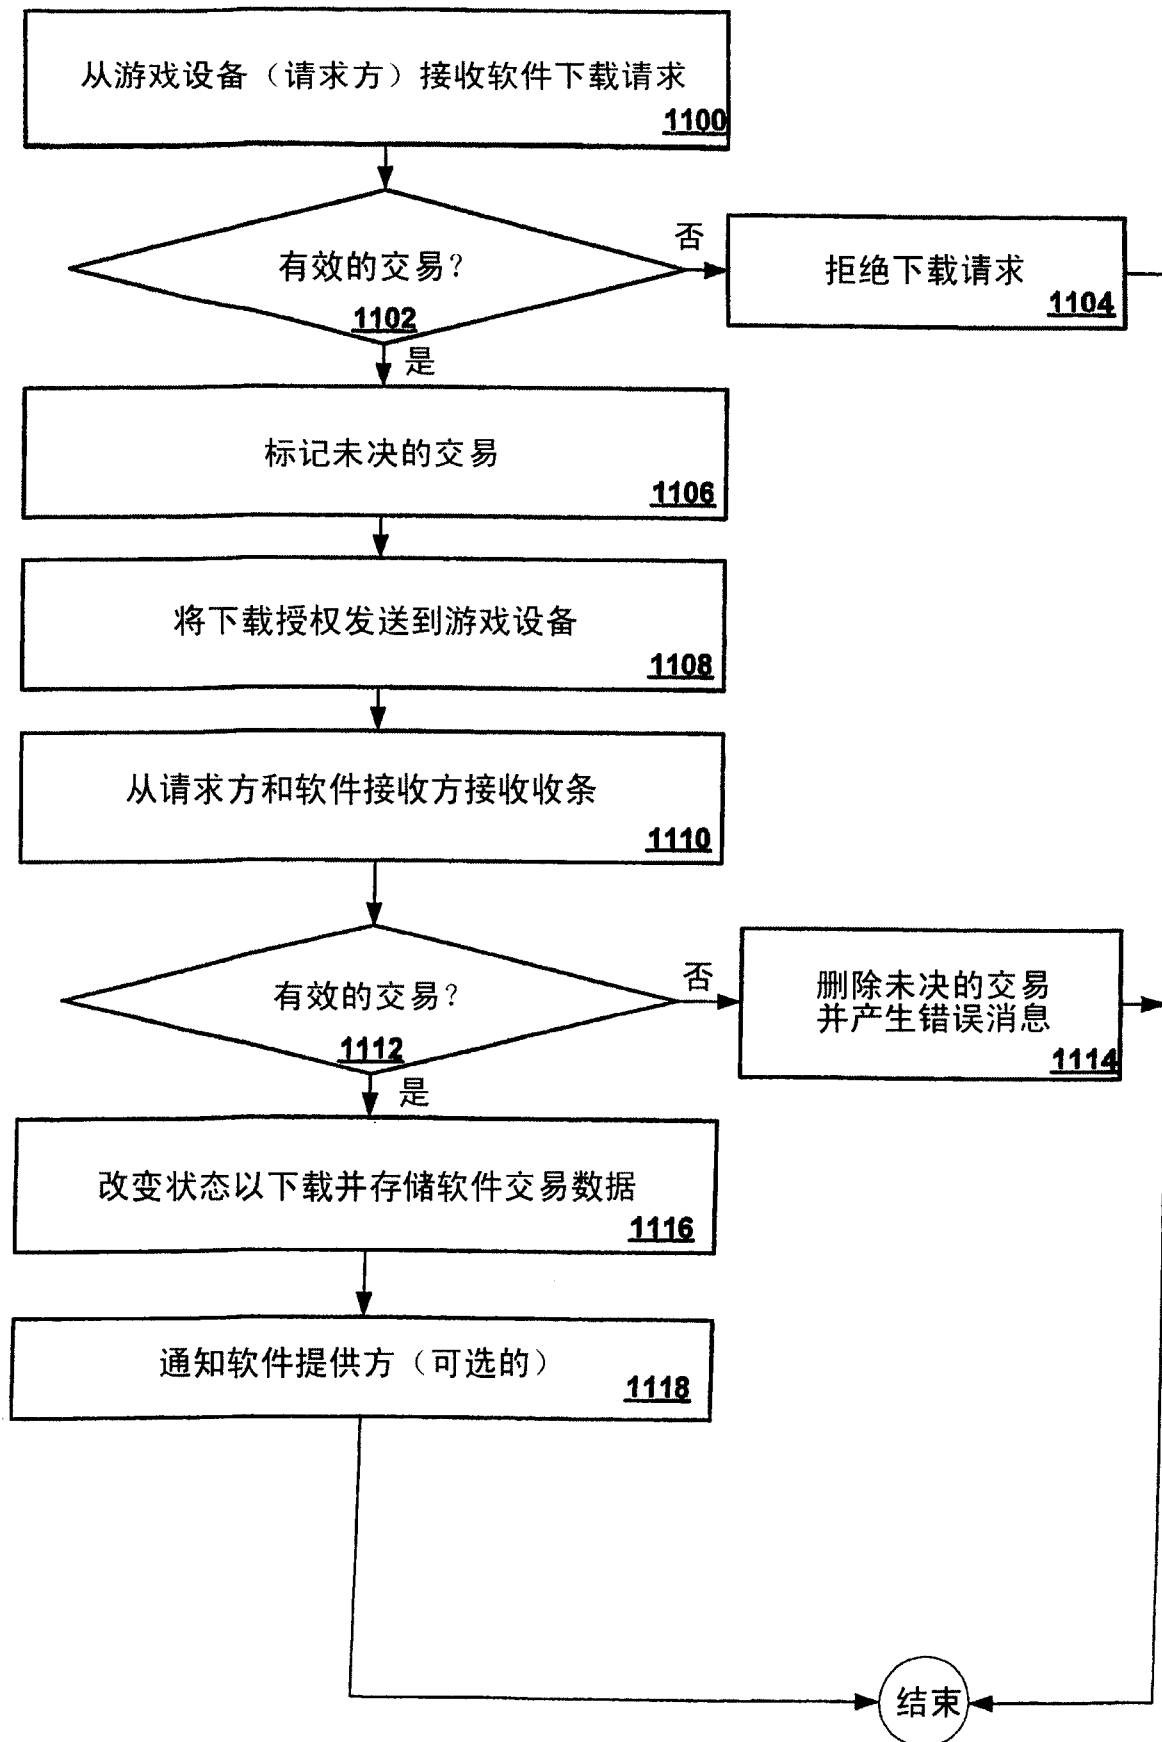 从游戏设备（请求方）接收软件下载请求
1100
有效的交易？
1102
否
拒绝下载请求
1104
是
标记未决的交易
1106
将下载授权发送到游戏设备
1108
从请求方和软件接收方接收收条
1110
有效的交易？
1112
否
删除未决的交易
并产生错误消息
1114
是
改变状态以下载并存储软件交易数据
1116
通知软件提供方（可选的）
1118
结束